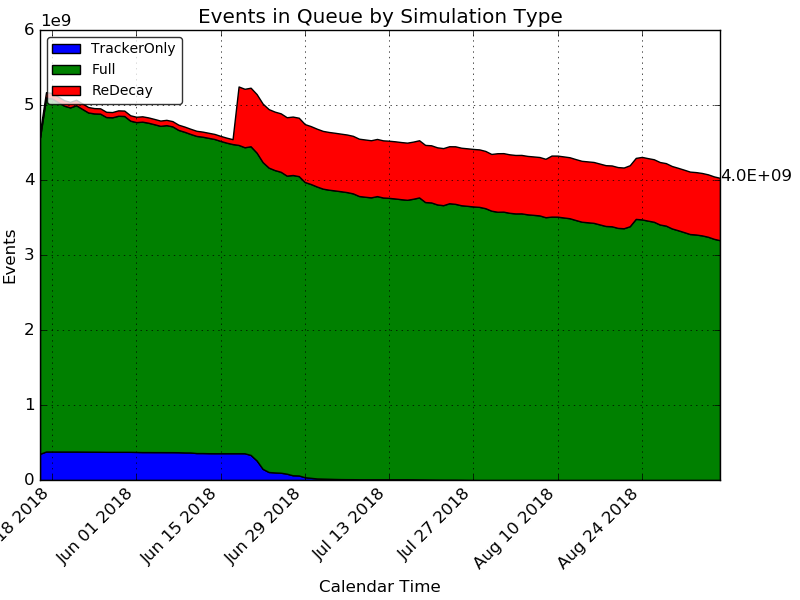 Events in Queue by Simulation Type
1e9
TrackerOnly
Full
ReDecay
6
5
4
3
2
1
0
Events
4.0E+09
18 2018
Jun 01 2018
Jun 15 2018
Jun 29 2018
Jul 13 2018
Jul 27 2018
Aug 10 2018
Aug 24 2018
Calendar Time